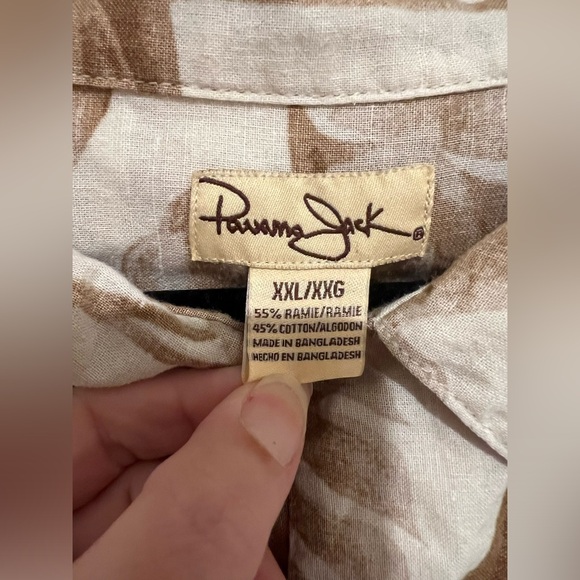 Panama Jack ®
XXL/XXG
55% RAMIE/RAMIE
45% COTTON/ALGODON
MADE IN BANGLADESH
HECHO EN BANGLADESH